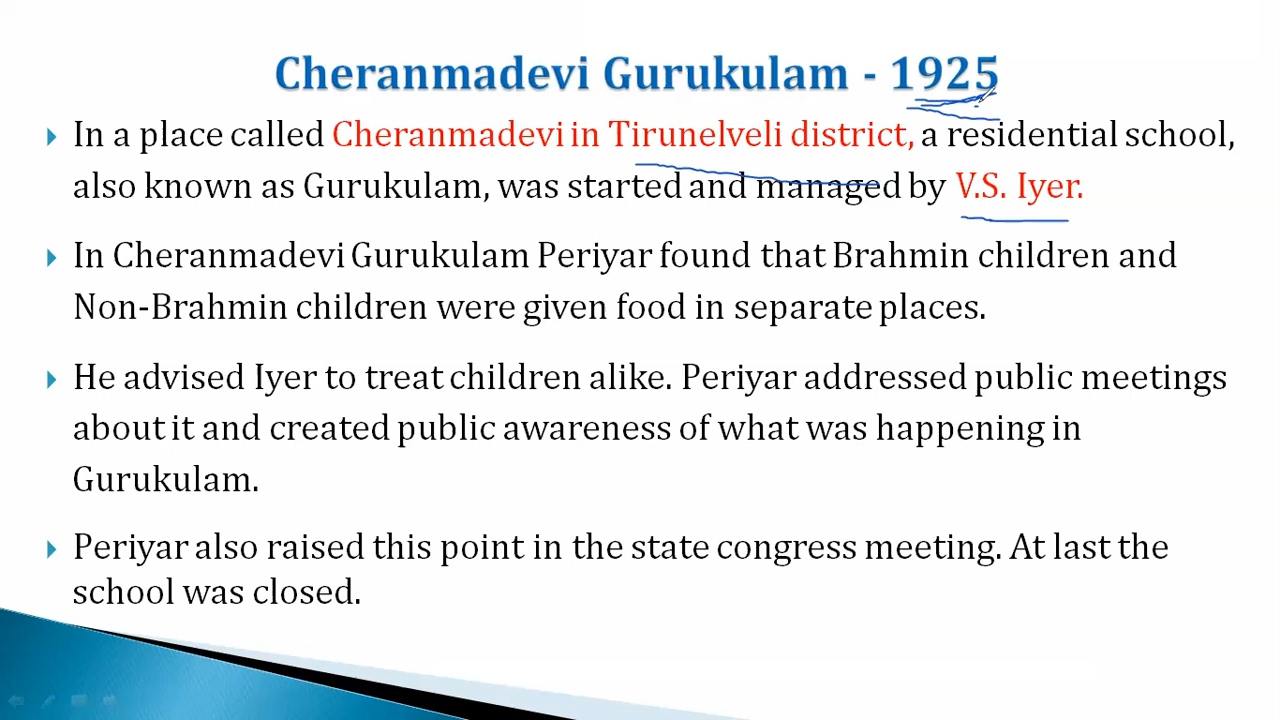 Cheranmadevi Gurukulam - 1925
In a place called Cheranmadevi in Tirunelveli district, a residential school,
also known as Gurukulam, was started and managed by V.S. Iyer.
In Cheranmadevi Gurukulam Periyar found that Brahmin children and
Non-Brahmin children were given food in separate places.
He advised Iyer to treat children alike. Periyar addressed public meetings
about it and created public awareness of what was happening in
Gurukulam.
Periyar also raised this point in the state congress meeting. At last the
school was closed.